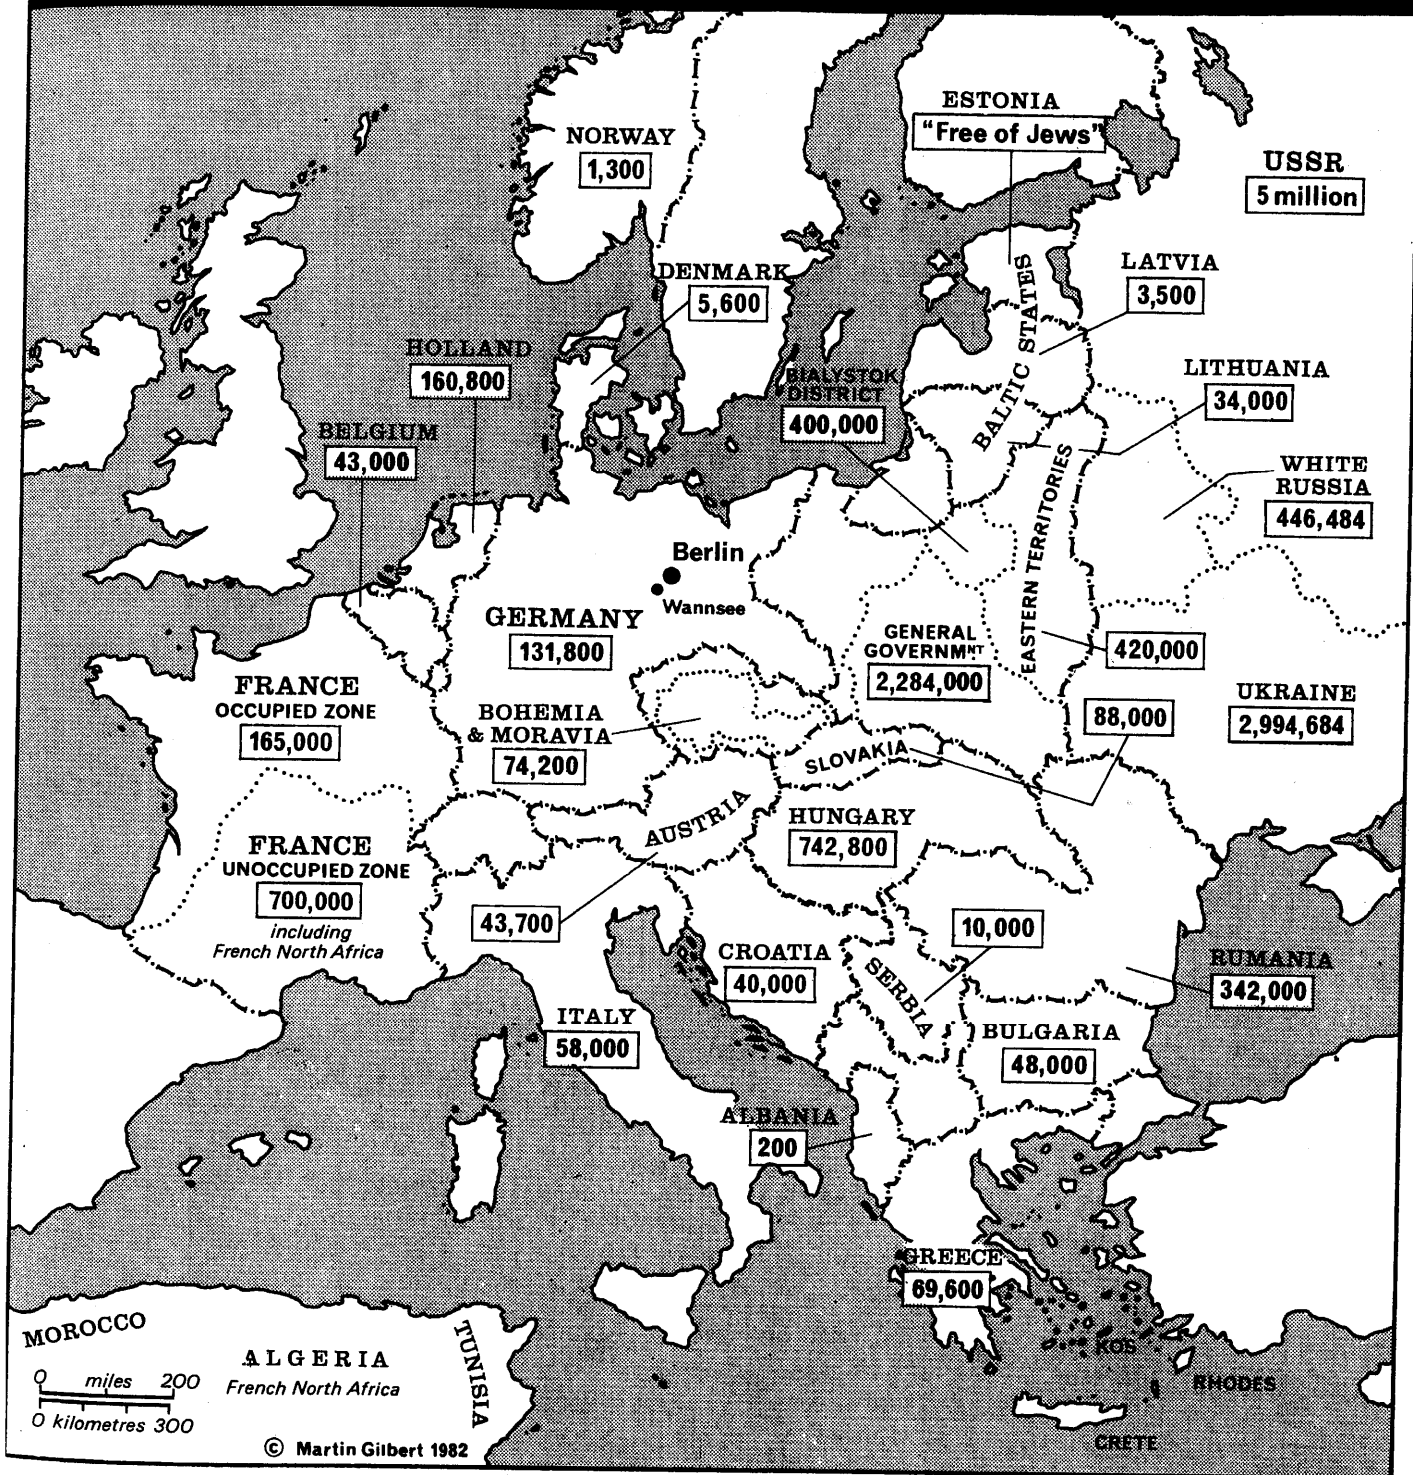 ESTONIA
"Free of Jews"
NORWAY
1,300
USSR
5 million
DENMARK
5,600
LATVIA
3,500
HOLLAND
160,800
BIALYSTOK
DISTRICT
400,000
BALTIC STATES
LITHUANIA
34,000
BELGIUM
43,000
WHITE
RUSSIA
446,484
EASTERN TERRITORIES
420,000
Berlin
Wannsee
GERMANY
131,800
GENERAL
GOVERNMNT
2,284,000
FRANCE
OCCUPIED ZONE
165,000
BOHEMIA
& MORAVIA
74,200
88,000
UKRAINE
2,994,684
SLOVAKIA
AUSTRIA
HUNGARY
742,800
FRANCE
UNOCCUPIED ZONE
700,000
including
French North Africa
43,700
10,000
CROATIA
40,000
SERBIA
RUMANIA
342,000
ITALY
58,000
BULGARIA
48,000
ALBANIA
200
GREECE
69,600
KOS
RHODES
CRETE
MOROCCO
ALGERIA
French North Africa
TUNISIA
0 miles 200
0 kilometres 300
© Martin Gilbert 1982